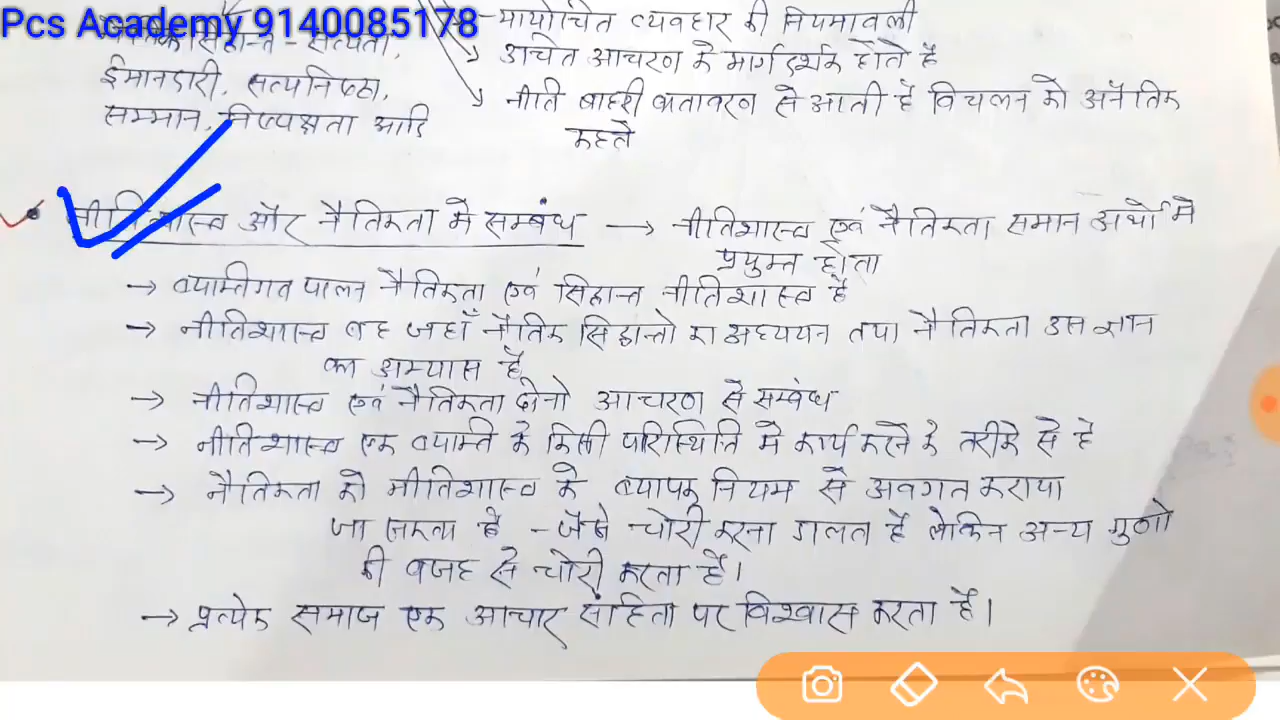 Pcs Academy 9140085178
व्यवहार की नियमावली
उचित आचरण के मार्गदर्शक होते है
ईमानदारी, सत्यनिष्ठा,
नीति बाहरी वातावरण से आती है विचलन को अनैतिक
सम्मान, निष्पक्षता आदि
कहते
नीतिशास्त्र और नैतिकता मे सम्बंध → नीतिशास्त्र एवं नैतिकता समान अर्थो मे
प्रयुक्त होता
→ व्यक्तिगत पालन नैतिकता एवं सिद्धान्त नीतिशास्त्र है
→ नीतिशास्त्र वह जहाँ नैतिक सिद्धान्तो का अध्ययन तथा नैतिकता उस ज्ञान
का अभ्यास है
→ नीतिशास्त्र एवं नैतिकता दोनो आचरण से सम्बंध
→ नीतिशास्त्र एक व्यक्ति के किसी परिस्थिति मे कार्य करने के तरीके से है
→ नैतिकता को नीतिशास्त्र के व्यापक नियम से अवगत कराया
जा सकता है - जैसे चोरी करना गलत है लेकिन अन्य गुणो
की वजह से चोरी करता है।
→ प्रत्येक समाज एक आचार संहिता पर विश्वास करता है।